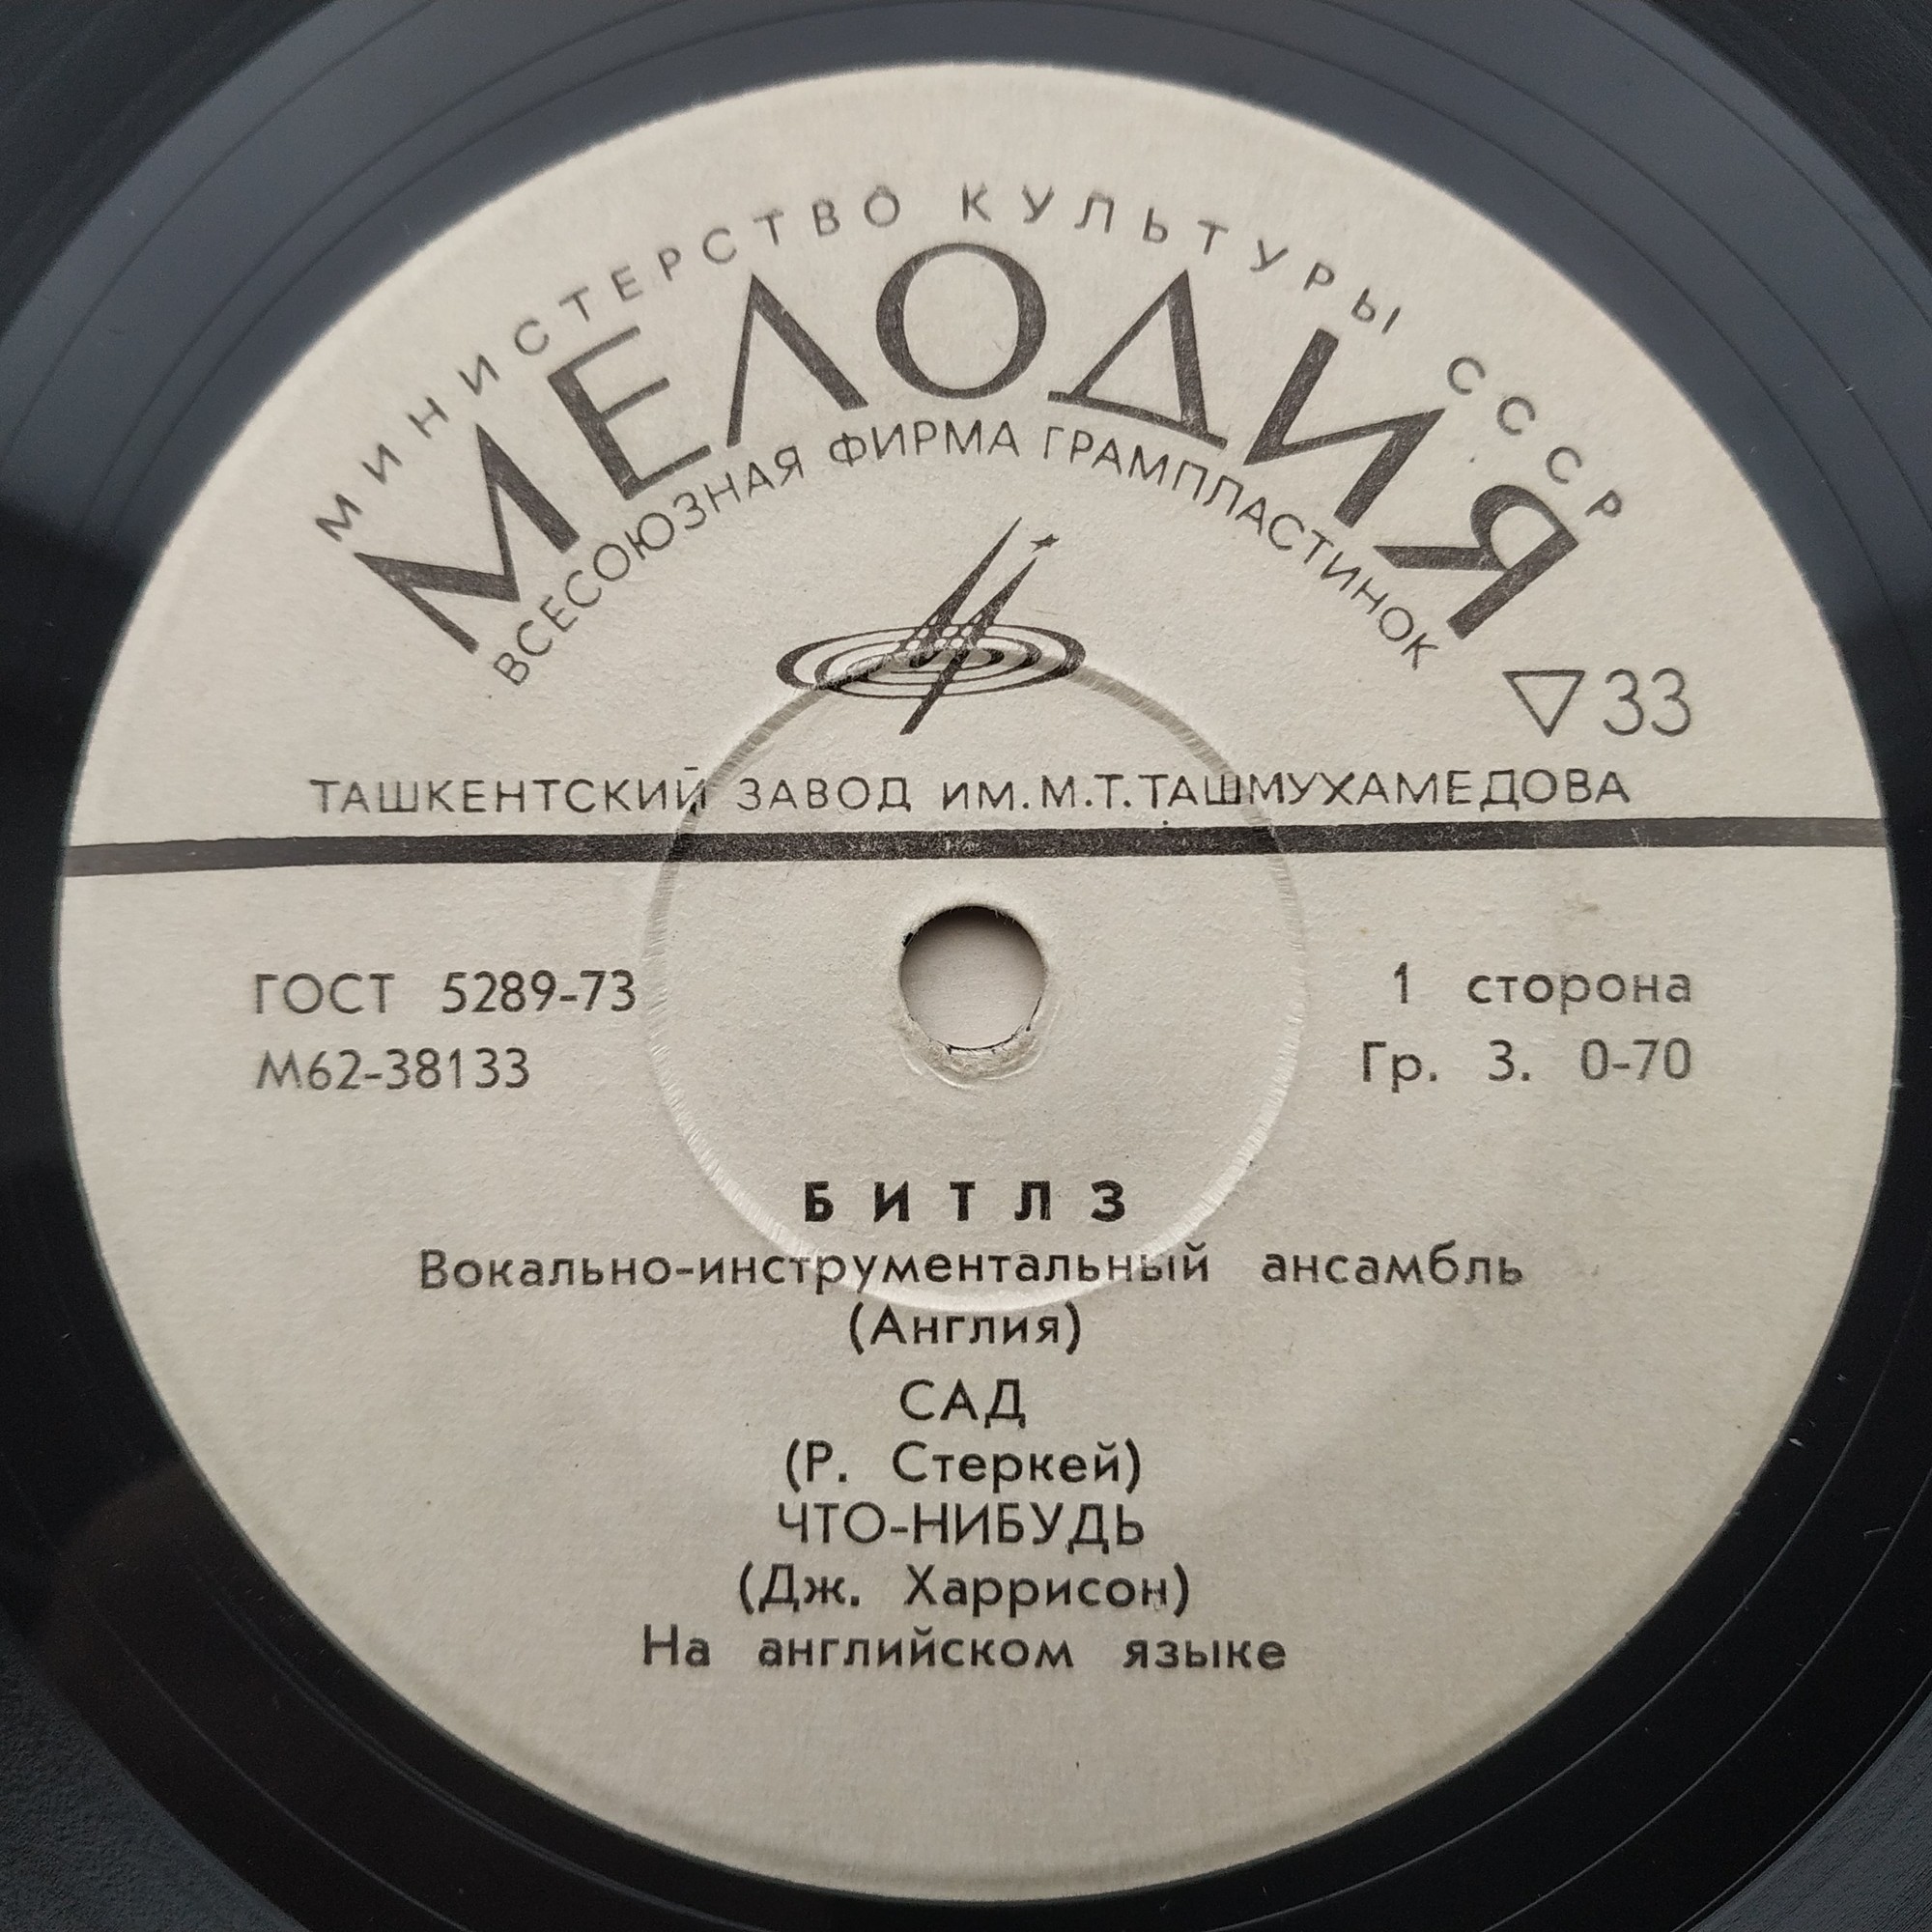 МИНИСТЕРСТВО КУЛЬТУРЫ СССР
МЕЛОДИЯ
ВСЕСОЮЗНАЯ ФИРМА ГРАМПЛАСТИНОК
▽33
ТАШКЕНТСКИЙ ЗАВОД ИМ.М.Т.ТАШМУХАМЕДОВА
ГОСТ 5289-73
М62-38133
1 сторона
Гр. 3. 0-70
БИТЛЗ
Вокально-инструментальный ансамбль
(Англия)
САД
(Р. Стеркей)
ЧТО-НИБУДЬ
(Дж. Харрисон)
На английском языке